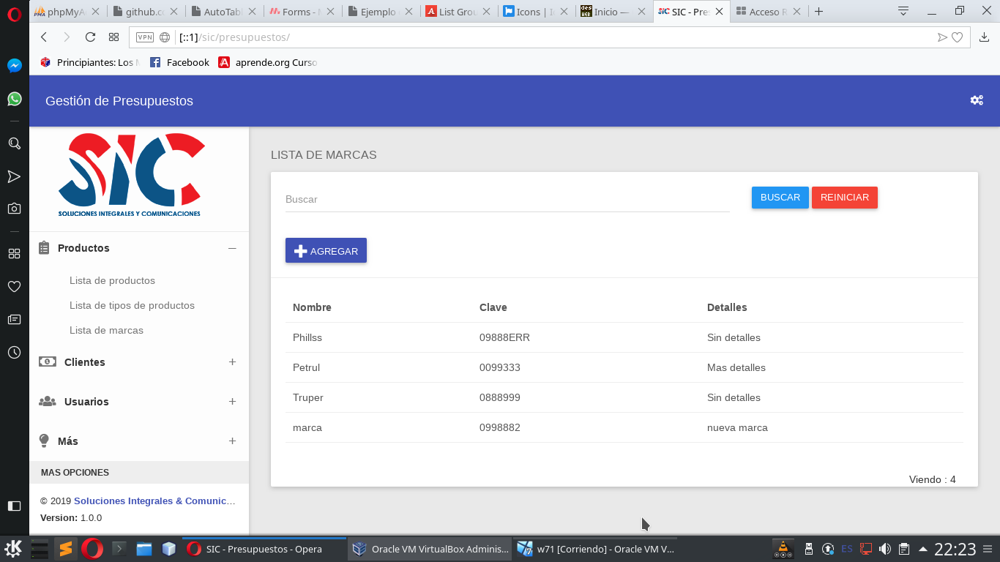 phpMyA
github.c
AutoTab
Forms -
Ejemplo
List Grou
Icons |
Inicio —
SIC - Pre
Acceso R
VPN [::1]/sic/presupuestos/
Principiantes: Los
Facebook
aprende.org Curso
Gestión de Presupuestos
SIC
SOLUCIONES INTEGRALES Y COMUNICACIONES
Productos
Lista de productos
Lista de tipos de productos
Lista de marcas
Clientes
Usuarios
Más
MAS OPCIONES
© 2019 Soluciones Integrales & Comunic...
Version: 1.0.0
LISTA DE MARCAS
Buscar
BUSCAR
REINICIAR
AGREGAR
Nombre Clave Detalles
Phillss 09888ERR Sin detalles
Petrul 0099333 Mas detalles
Truper 0888999 Sin detalles
marca 0998882 nueva marca
Viendo : 4
SIC - Presupuestos - Opera
Oracle VM VirtualBox Adminis...
w71 [Corriendo] - Oracle VM V...
ES
22:23